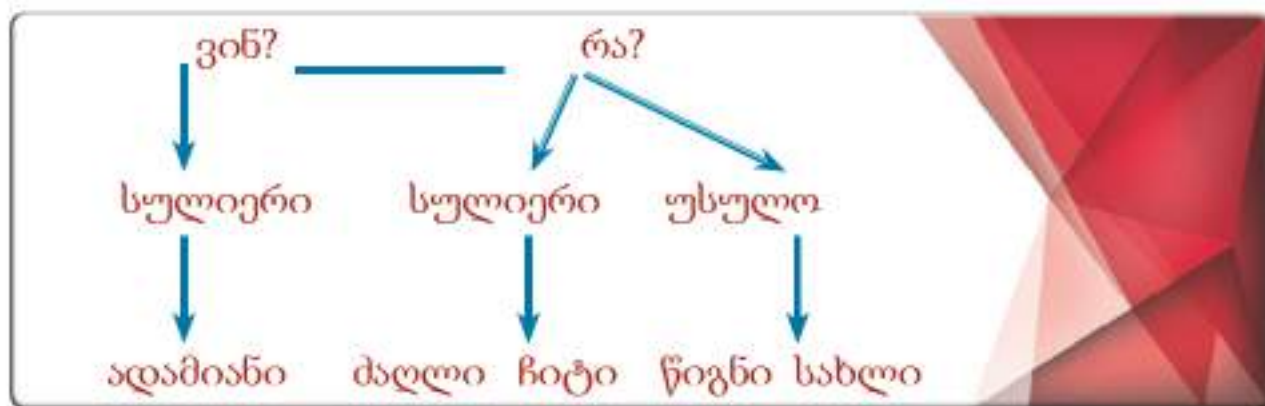 ვინ? რა?
სულიერი სულიერი უსულო
ადამიანი ძაღლი ჩიტი წიგნი სახლი